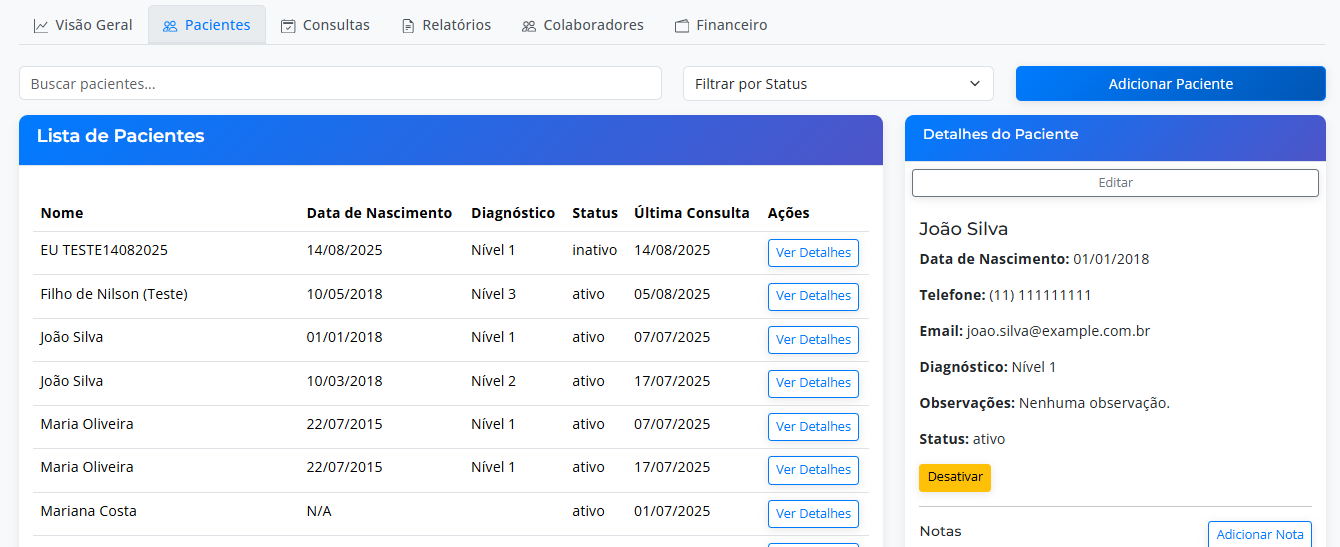 Visão Geral Pacientes Consultas Relatórios Colaboradores Financeiro
Buscar pacientes... Filtrar por Status Adicionar Paciente
Lista de Pacientes
Nome Data de Nascimento Diagnóstico Status Última Consulta Ações
EU TESTE14082025 14/08/2025 Nível 1 inativo 14/08/2025 Ver Detalhes
Filho de Nilson (Teste) 10/05/2018 Nível 3 ativo 05/08/2025 Ver Detalhes
João Silva 01/01/2018 Nível 1 ativo 07/07/2025 Ver Detalhes
João Silva 10/03/2018 Nível 2 ativo 17/07/2025 Ver Detalhes
Maria Oliveira 22/07/2015 Nível 1 ativo 07/07/2025 Ver Detalhes
Maria Oliveira 22/07/2015 Nível 1 ativo 17/07/2025 Ver Detalhes
Mariana Costa N/A ativo 01/07/2025 Ver Detalhes
Detalhes do Paciente
Editar
João Silva
Data de Nascimento: 01/01/2018
Telefone: (11) 111111111
Email: joao.silva@example.com.br
Diagnóstico: Nível 1
Observações: Nenhuma observação.
Status: ativo
Desativar
Notas Adicionar Nota